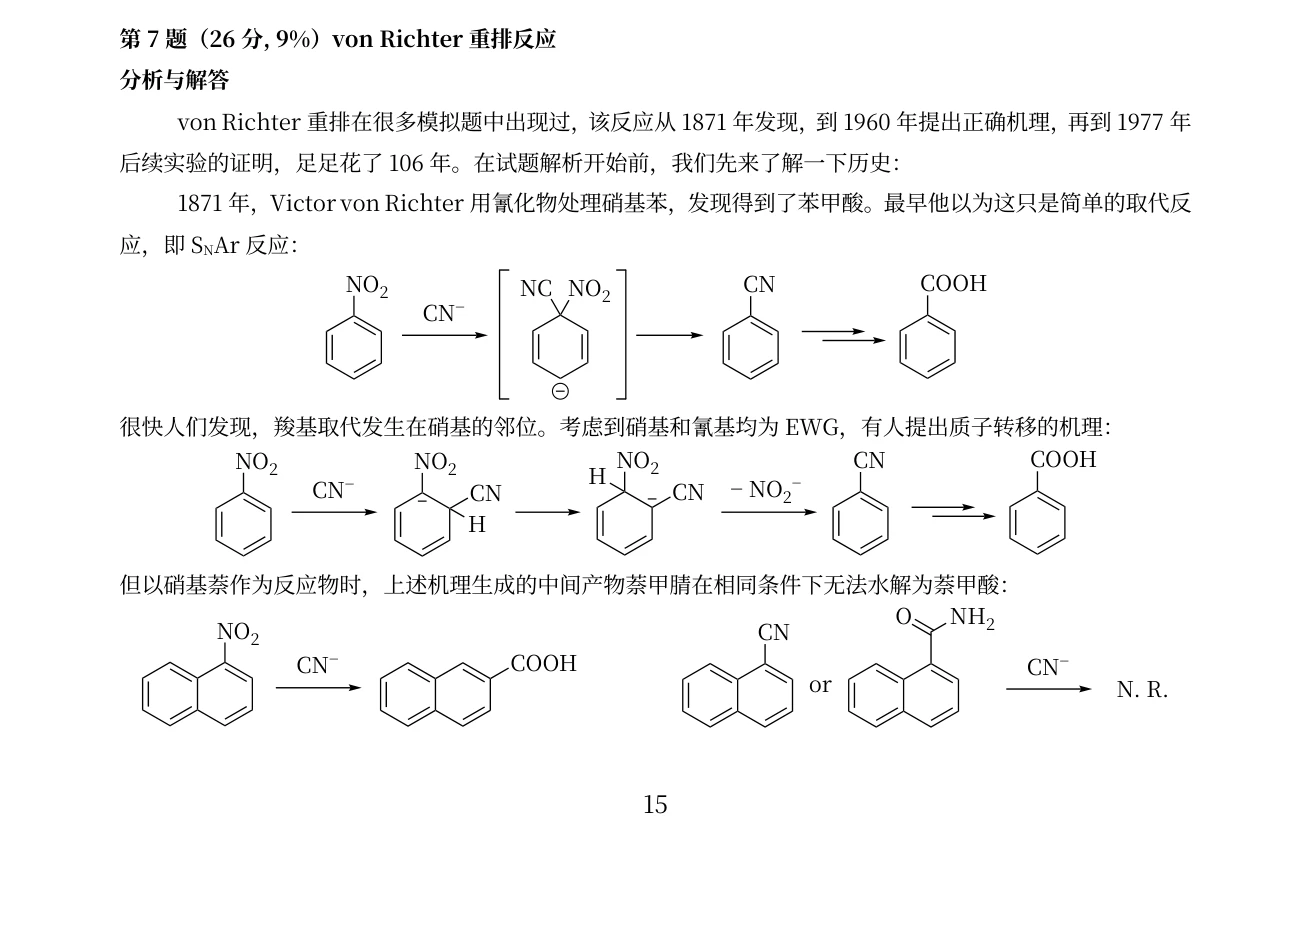 第 7 题（26 分, 9%）von Richter 重排反应
分析与解答
von Richter 重排在很多模拟题中出现过，该反应从 1871 年发现，到 1960 年提出正确机理，再到 1977 年
后续实验的证明，足足花了 106 年。在试题解析开始前，我们先来了解一下历史：
1871 年，Victor von Richter 用氰化物处理硝基苯，发现得到了苯甲酸。最早他以为这只是简单的取代反
应，即 SNAr 反应：
NO2 CN− NC NO2 ⊖ CN COOH
很快人们发现，羧基取代发生在硝基的邻位。考虑到硝基和氰基均为 EWG，有人提出质子转移的机理：
NO2 CN− NO2 − CN H H NO2 − CN − NO2− CN COOH
但以硝基萘作为反应物时，上述机理生成的中间产物萘甲腈在相同条件下无法水解为萘甲酸：
NO2 CN− COOH CN or O NH2 CN− N. R.
15